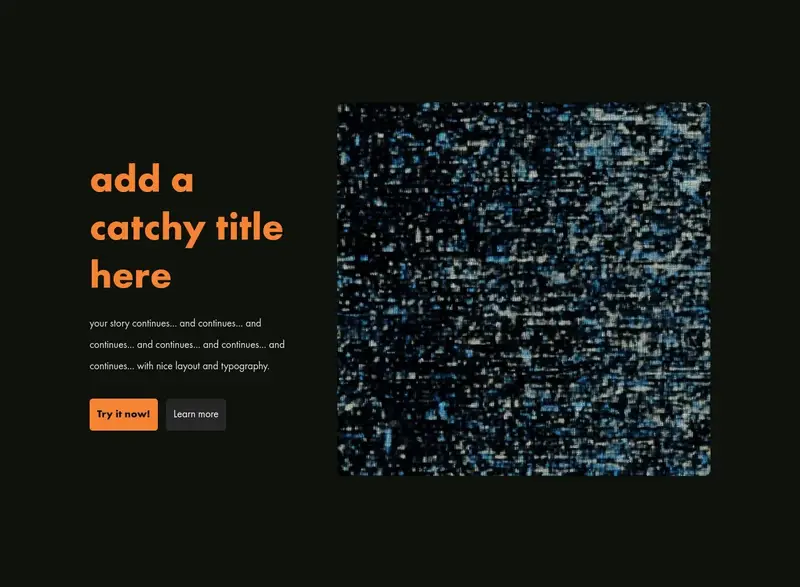 add a
catchy title
here
your story continues... and continues... and
continues... and continues... and continues... and
continues... with nice layout and typography.
Try it now!
Learn more